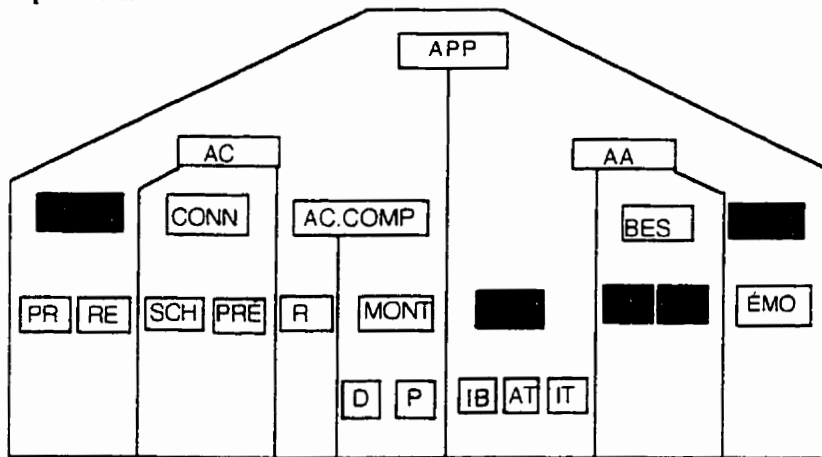 APP
AC
AA
CONN
AC.COMP
BES
PR RE SCH PRÉ R MONT ÉMO
D P IB AT IT